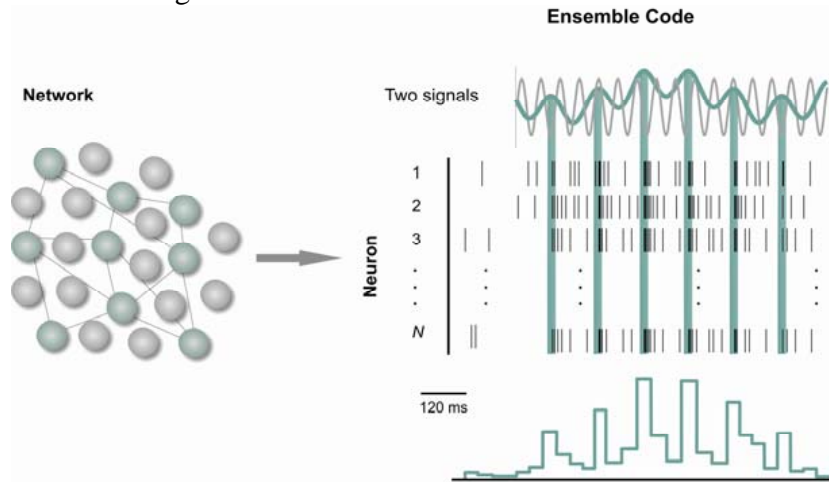 Ensemble Code
Network
Two signals
Neuron
1
2
3
N
120 ms